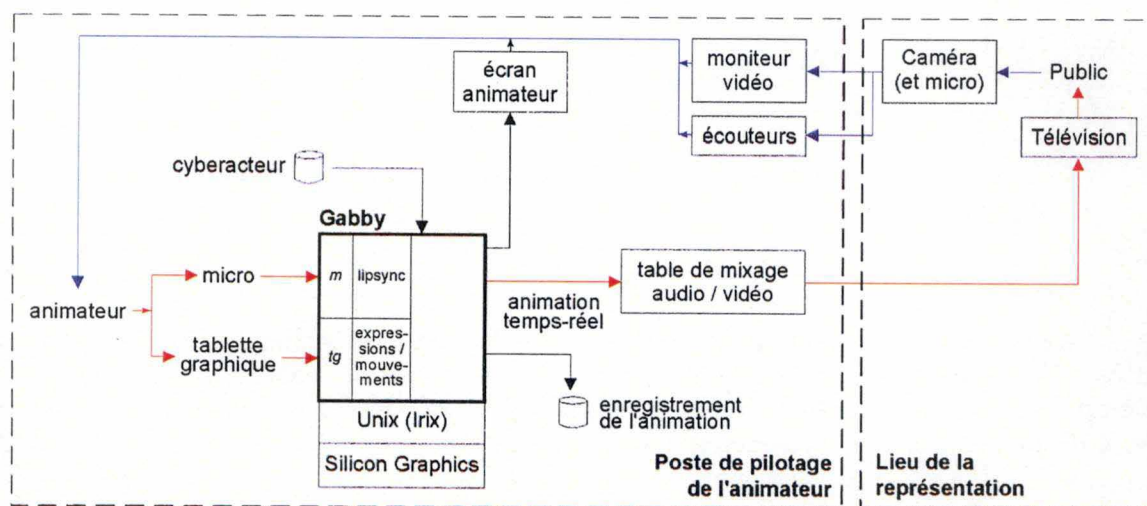 écran
animateur
moniteur
vidéo
écouteurs
Caméra
(et micro)
Public
Télévision
cyberacteur
Gabby
animateur
micro
tablette
graphique
m
lipsync
tg
expres-
sions /
mouve-
ments
Unix (Irix)
Silicon Graphics
animation
temps-réel
table de mixage
audio / vidéo
enregistrement
de l'animation
Poste de pilotage
de l'animateur
Lieu de la
représentation